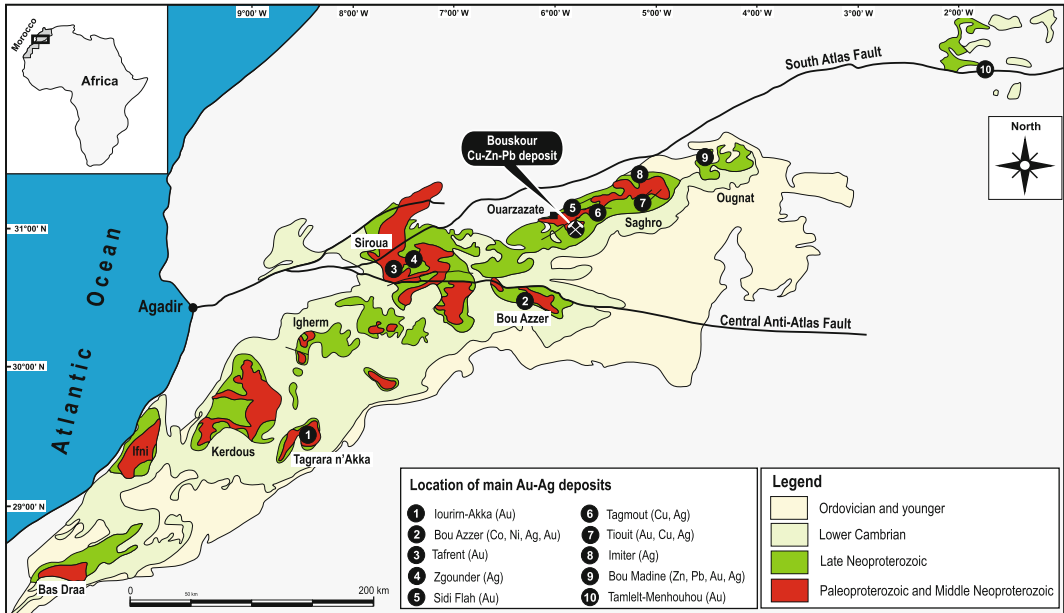 9°00' W
8°00' W
7°00' W
6°00' W
5°00' W
4°00' W
3°00' W
2°00' W
Morocco
Africa
South Atlas Fault
10
North
Bouskour
Cu-Zn-Pb deposit
9
8
Ougnat
Ouarzazate
5
6
7
Saghro
31°00' N
Siroua
4
3
Atlantic Ocean
Agadir
2
Bou Azzer
Central Anti-Atlas Fault
Igherm
30°00' N
1
Ifni
Kerdous
Tagrara n'Akka
29°00' N
Bas Draa
0
50 km
100
200 km
Location of main Au-Ag deposits
1 Iourirn-Akka (Au)
2 Bou Azzer (Co, Ni, Ag, Au)
3 Tafrent (Au)
4 Zgounder (Ag)
5 Sidi Flah (Au)
6 Tagmout (Cu, Ag)
7 Tiouit (Au, Cu, Ag)
8 Imiter (Ag)
9 Bou Madine (Zn, Pb, Au, Ag)
10 Tamlelt-Menhouhou (Au)
Legend
Ordovician and younger
Lower Cambrian
Late Neoproterozoic
Paleoproterozoic and Middle Neoproterozoic